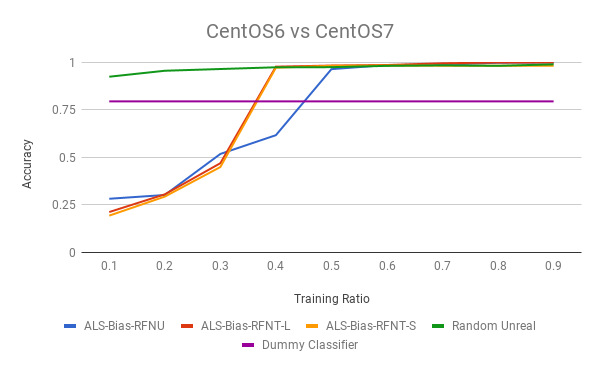 CentOS6 vs CentOS7
1
0.75
0.5
0.25
0
Accuracy
0.1 0.2 0.3 0.4 0.5 0.6 0.7 0.8 0.9
Training Ratio
ALS-Bias-RFNU ALS-Bias-RFNT-L ALS-Bias-RFNT-S Random Unreal
Dummy Classifier